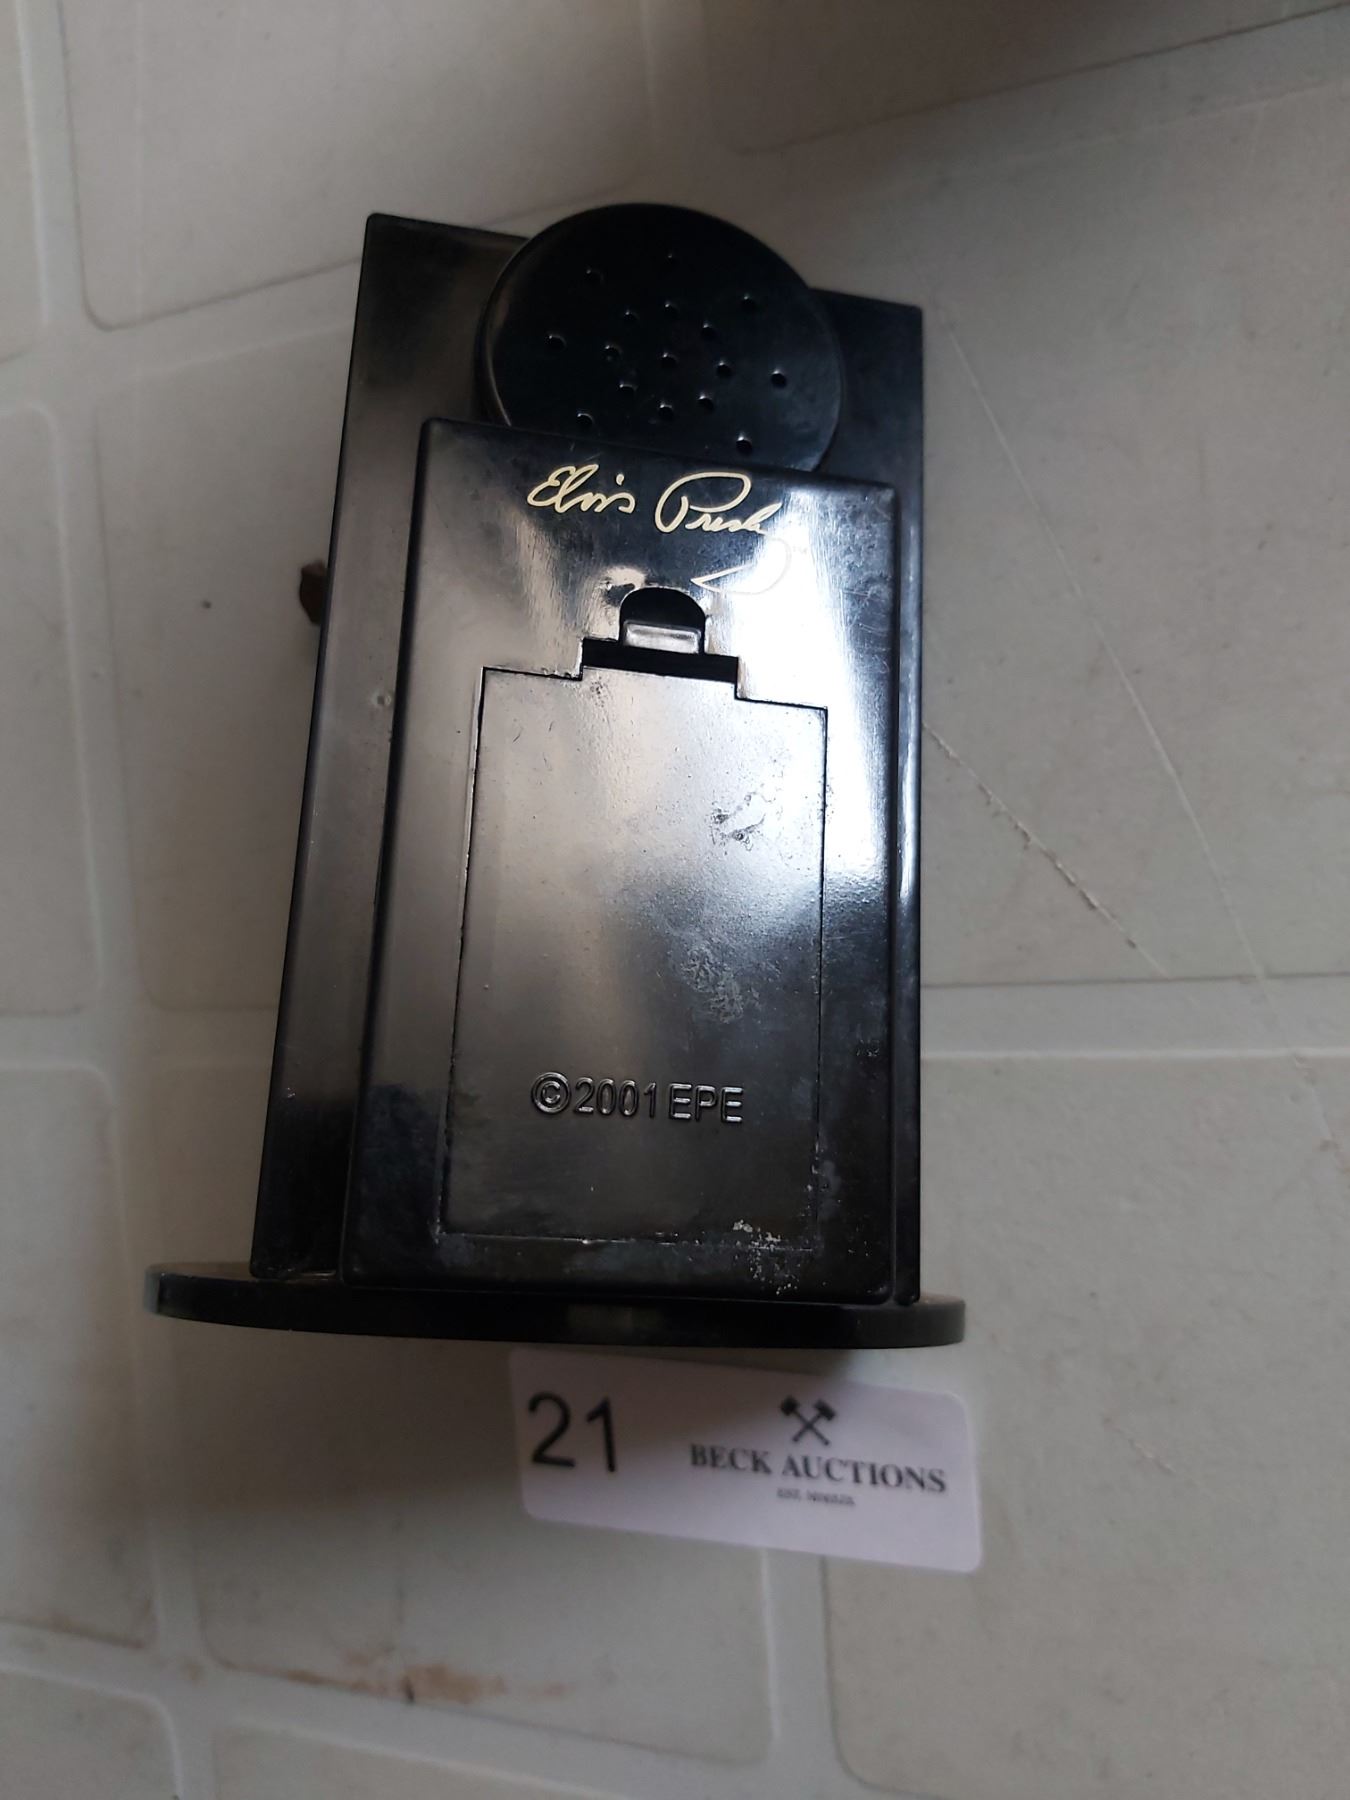 Elvis Presley
©2001 EPE
21
BECK AUCTIONS